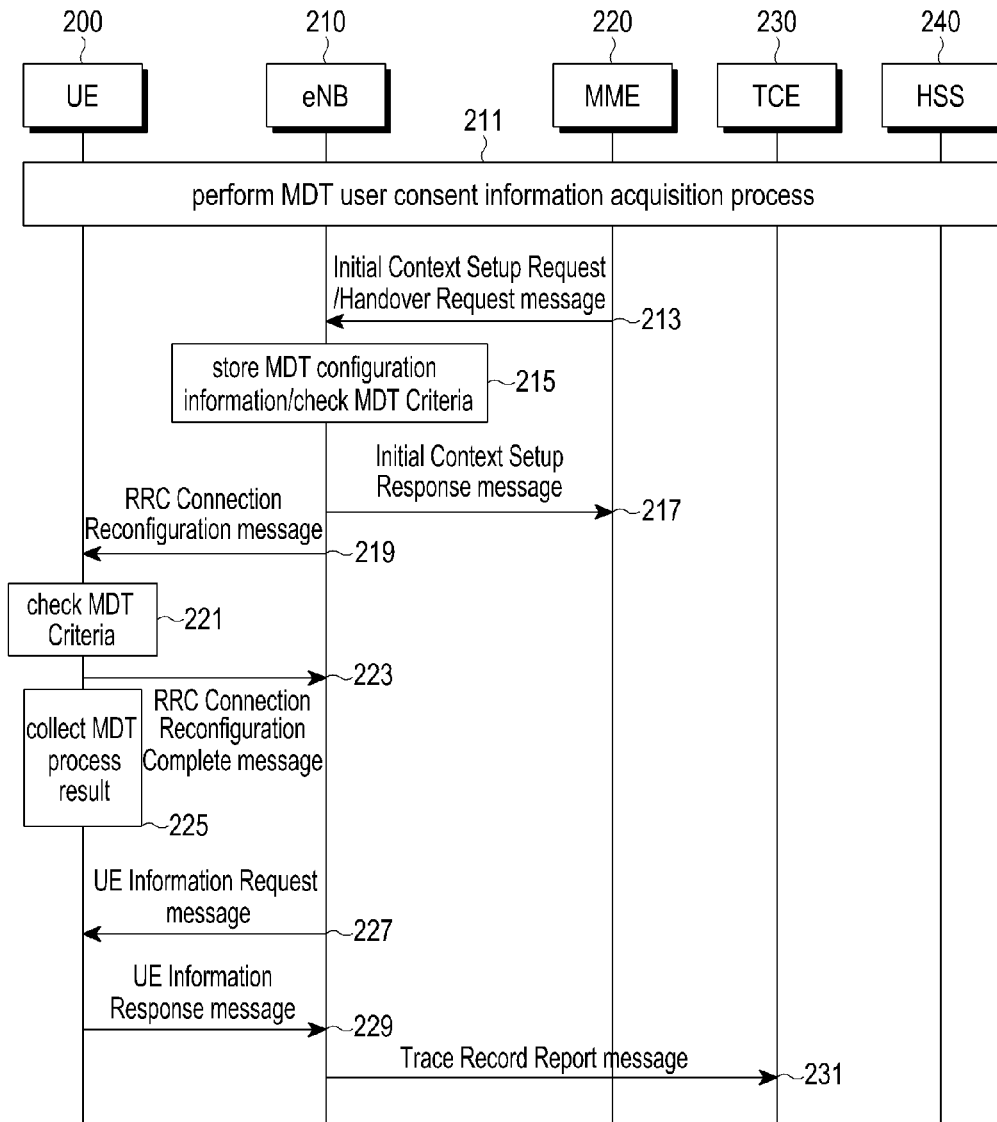 200
210
220
230
240
UE
eNB
MME
TCE
HSS
211
perform MDT user consent information acquisition process
Initial Context Setup Request
/Handover Request message
213
store MDT configuration
information/check MDT Criteria
215
Initial Context Setup
Response message
217
RRC Connection
Reconfiguration message
219
check MDT
Criteria
221
223
RRC Connection
Reconfiguration
Complete message
collect MDT
process
result
225
UE Information Request
message
227
UE Information
Response message
229
Trace Record Report message
231